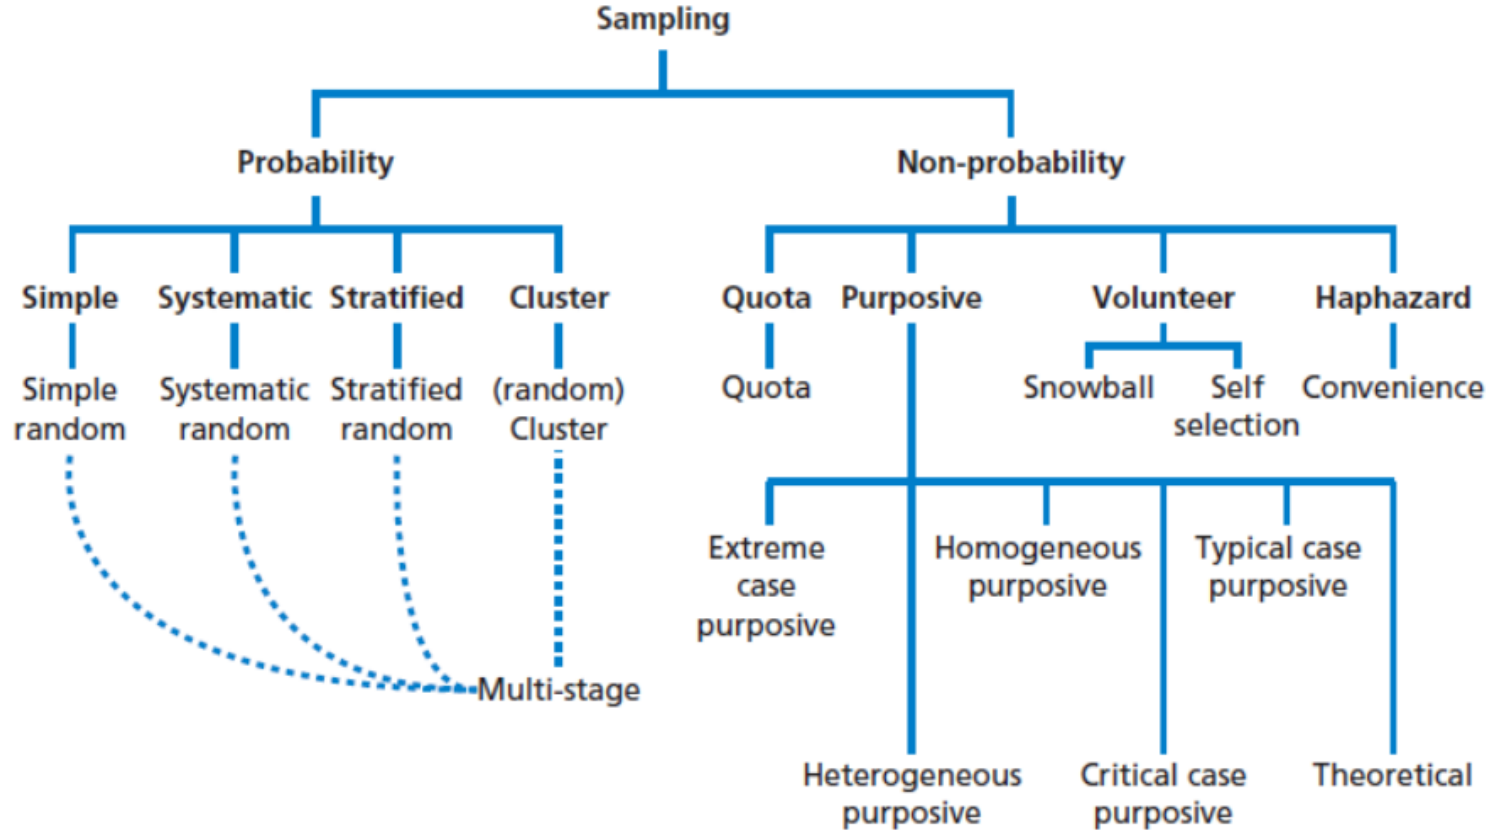 Sampling
Probability
Non-probability
Simple
Systematic
Stratified
Cluster
Quota
Purposive
Volunteer
Haphazard
Simple
random
Systematic
random
Stratified
random
(random)
Cluster
Quota
Snowball
Self
selection
Convenience
Extreme
case
purposive
Homogeneous
purposive
Typical case
purposive
Multi-stage
Heterogeneous
purposive
Critical case
purposive
Theoretical